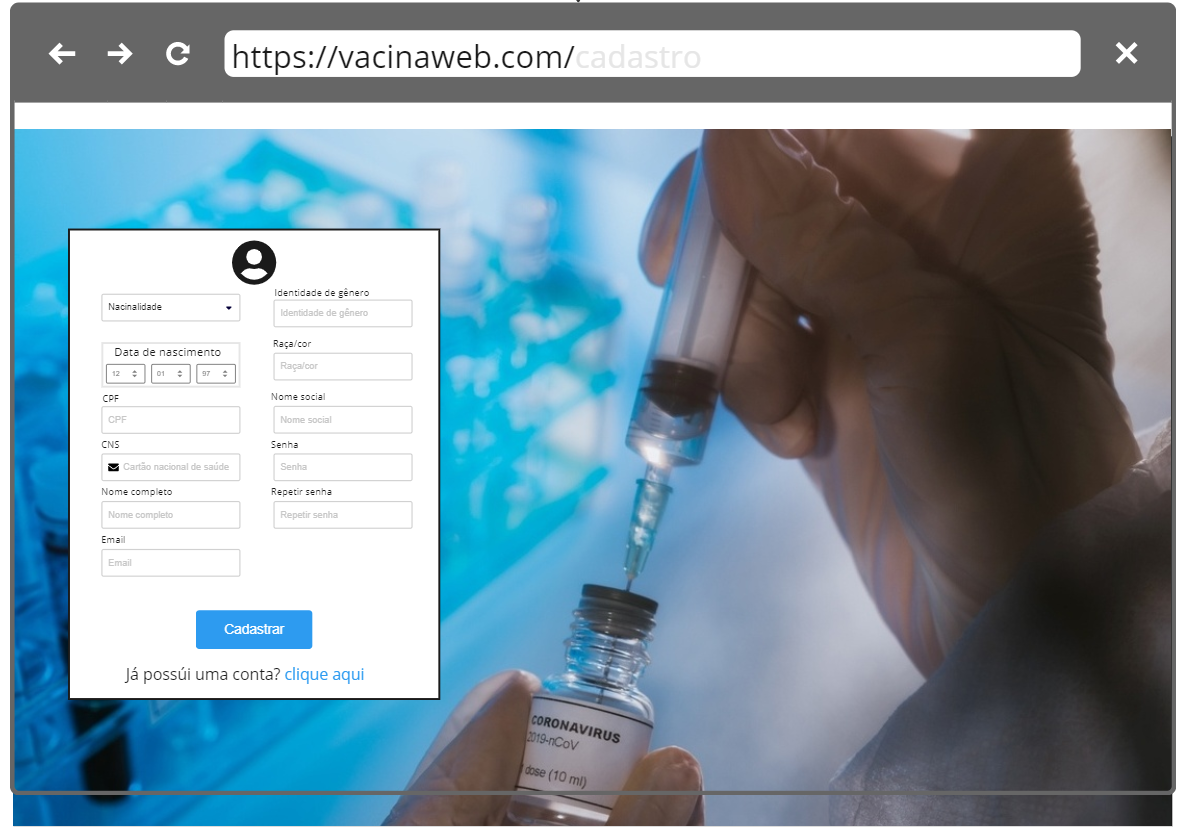 https://vacinaweb.com/cadastro
Nacinalidade
Data de nascimento
12 01 97
CPF
CPF
CNS
Cartão nacional de saúde
Nome completo
Nome completo
Email
Email
Identidade de gênero
Identidade de gênero
Raça/cor
Raça/cor
Nome social
Nome social
Senha
Senha
Repetir senha
Repetir senha
Cadastrar
Já possúi uma conta? clique aqui
CORONAVIRUS
2019-nCoV
dose (10 ml)